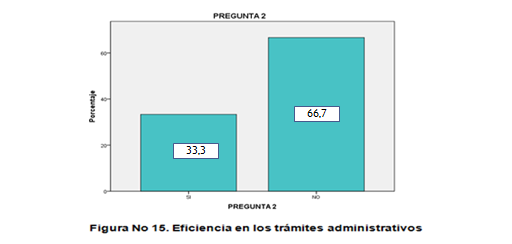 PREGUNTA 2
Porcentaje
60
40
20
0
33,3
66,7
SI
NO
PREGUNTA 2
Figura No 15. Eficiencia en los trámites administrativos